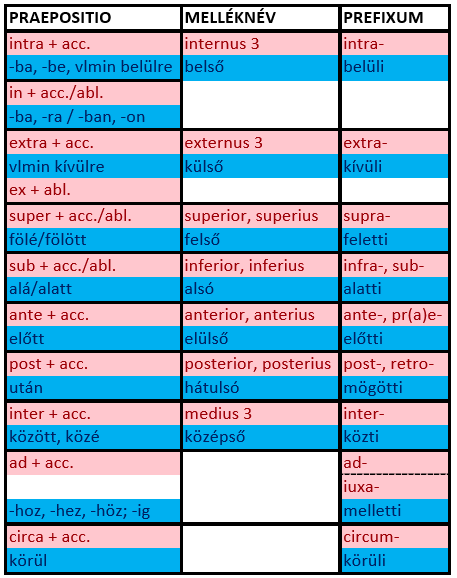 PRAEPOSITIO MELLÉKNÉV PREFIXUM
intra + acc. internus 3 intra-
-ba, -be, vlmin belülre belső belüli
in + acc./abl.
-ba, -ra / -ban, -on
extra + acc. externus 3 extra-
vlmin kívülre külső kívüli
ex + abl.
super + acc./abl. superior, superius supra-
fölé/fölött felső feletti
sub + acc./abl. inferior, inferius infra-, sub-
alá/alatt alsó alatti
ante + acc. anterior, anterius ante-, pr(a)e-
előtt elülső előtti
post + acc. posterior, posterius post-, retro-
után hátulsó mögötti
inter + acc. medius 3 inter-
között, közé középső közti
ad + acc. ad-
iuxa-
-hoz, -hez, -höz; -ig melletti
circa + acc. circum-
körül körüli